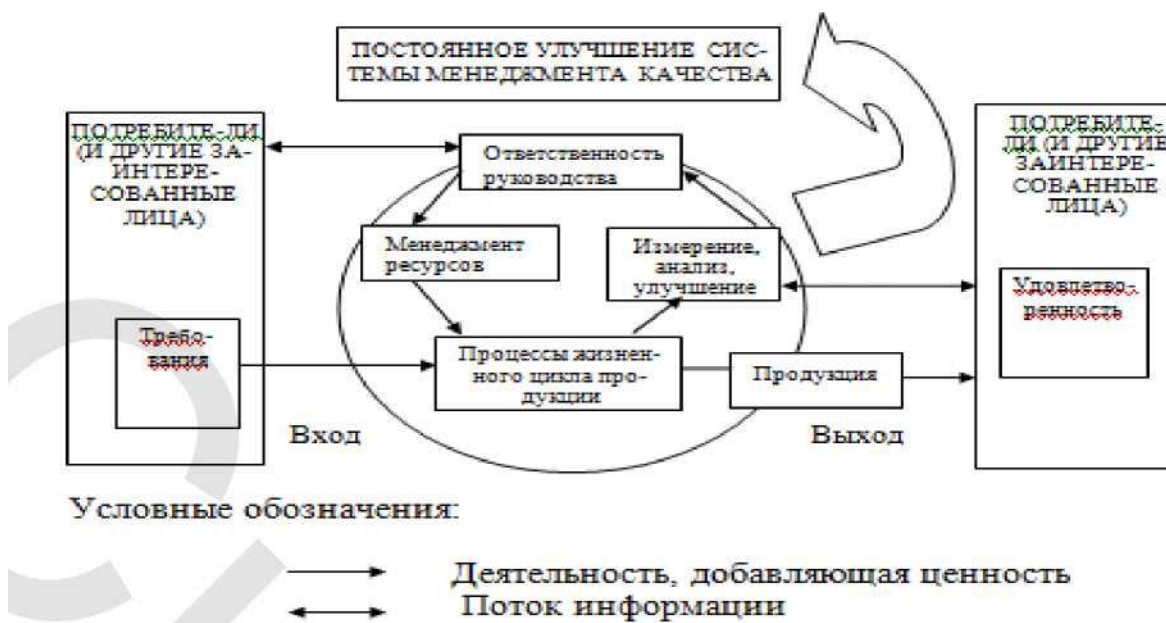 ПОСТОЯННОЕ УЛУЧШЕНИЕ СИС-
ТЕМЫ МЕНЕДЖМЕНТА КАЧЕСТВА
ПОТРЕБИТЕ-ЛИ
(И ДРУГИЕ ЗА-
ИНТЕРЕ-
СОВАННЫЕ
ЛИЦА)
Требо-
вания
Ответственность
руководства
Менеджмент
ресурсов
Измерение,
анализ,
улучшение
Процессы жизнен-
ного цикла про-
дукции
Продукция
Вход
Выход
ПОТРЕБИТЕ-
ЛИ (И ДРУГИЕ
ЗАИНТЕРЕ-
СОВАННЫЕ
ЛИЦА)
Удовлетво-
ренность
Условные обозначения:
Деятельность, добавляющая ценность
Поток информации